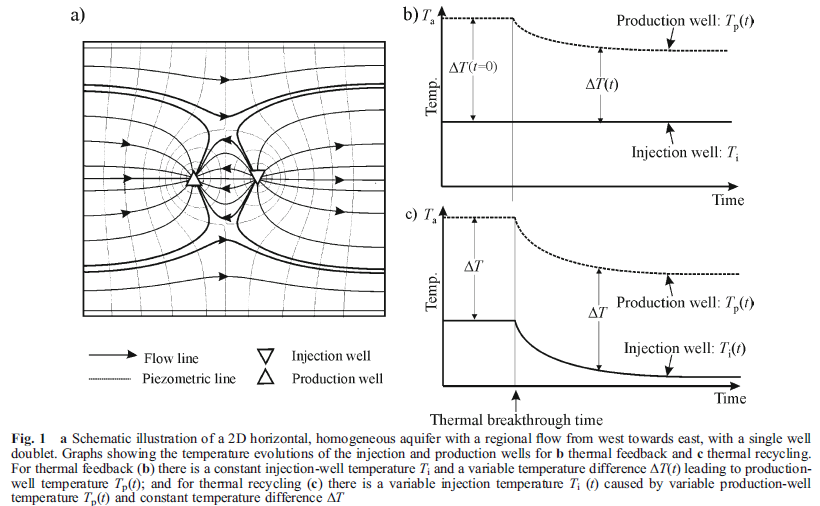 a)
b)
Tₐ
Production well: Tₚ(t)
ΔT(t=0)
ΔT(t)
Temp.
Injection well: Tᵢ
Time
c)
Tₐ
ΔT
Production well: Tₚ(t)
Temp.
ΔT
Injection well: Tᵢ(t)
Time
Thermal breakthrough time
Flow line
Injection well
Piezometric line
Production well
Fig. 1 a Schematic illustration of a 2D horizontal, homogeneous aquifer with a regional flow from west towards east, with a single well
doublet. Graphs showing the temperature evolutions of the injection and production wells for b thermal feedback and c thermal recycling.
For thermal feedback (b) there is a constant injection-well temperature Tᵢ and a variable temperature difference ΔT(t) leading to production-
well temperature Tₚ(t); and for thermal recycling (c) there is a variable injection temperature Tᵢ (t) caused by variable production-well
temperature Tₚ(t) and constant temperature difference ΔT